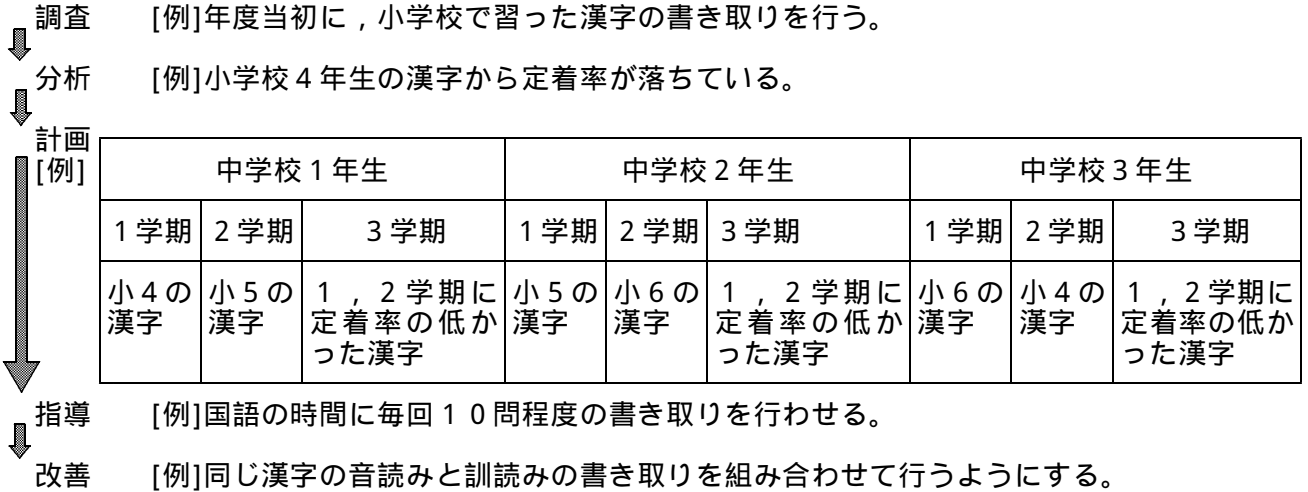 調査　　[例]年度当初に，小学校で習った漢字の書き取りを行う。
分析　　[例]小学校４年生の漢字から定着率が落ちている。
計画
[例]
中学校１年生　中学校２年生　中学校３年生
１学期　２学期　３学期　１学期　２学期　３学期　１学期　２学期　３学期
小４の　小５の　１，２学期に　小５の　小６の　１，２学期に　小６の　小４の　１，２学期に
漢字　漢字　定着率の低か　漢字　漢字　定着率の低か　漢字　漢字　定着率の低か
った漢字　った漢字　った漢字
指導　　[例]国語の時間に毎回１０問程度の書き取りを行わせる。
改善　　[例]同じ漢字の音読みと訓読みの書き取りを組み合わせて行うようにする。